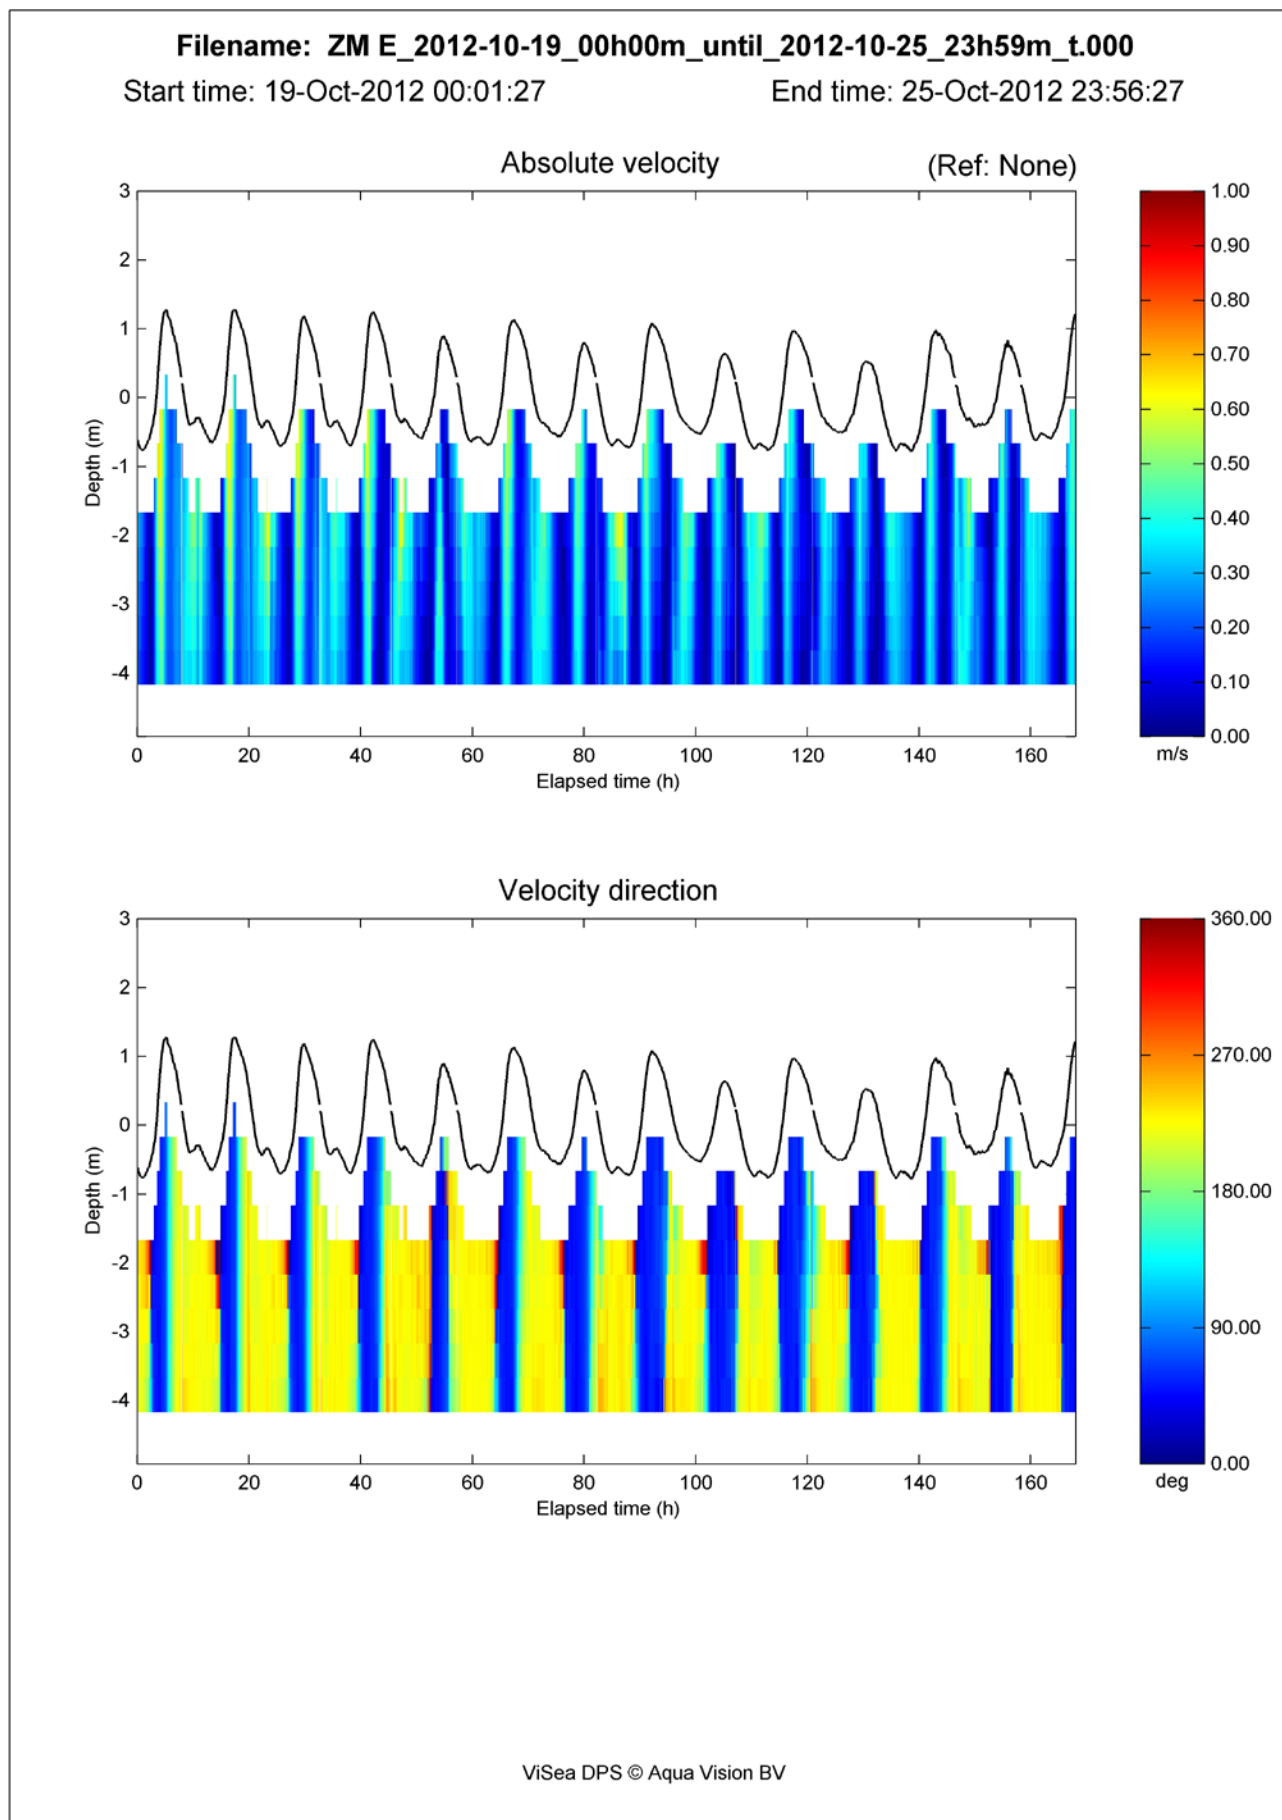 Filename: ZM E_2012-10-19_00h00m_until_2012-10-25_23h59m_t.000
Start time: 19-Oct-2012 00:01:27 End time: 25-Oct-2012 23:56:27
Absolute velocity (Ref: None)
3
2
1
0
-1
-2
-3
-4
Depth (m)
0 20 40 60 80 100 120 140 160
Elapsed time (h)
1.00
0.90
0.80
0.70
0.60
0.50
0.40
0.30
0.20
0.10
0.00
m/s
Velocity direction
3
2
1
0
-1
-2
-3
-4
Depth (m)
0 20 40 60 80 100 120 140 160
Elapsed time (h)
360.00
270.00
180.00
90.00
0.00
deg
ViSea DPS © Aqua Vision BV